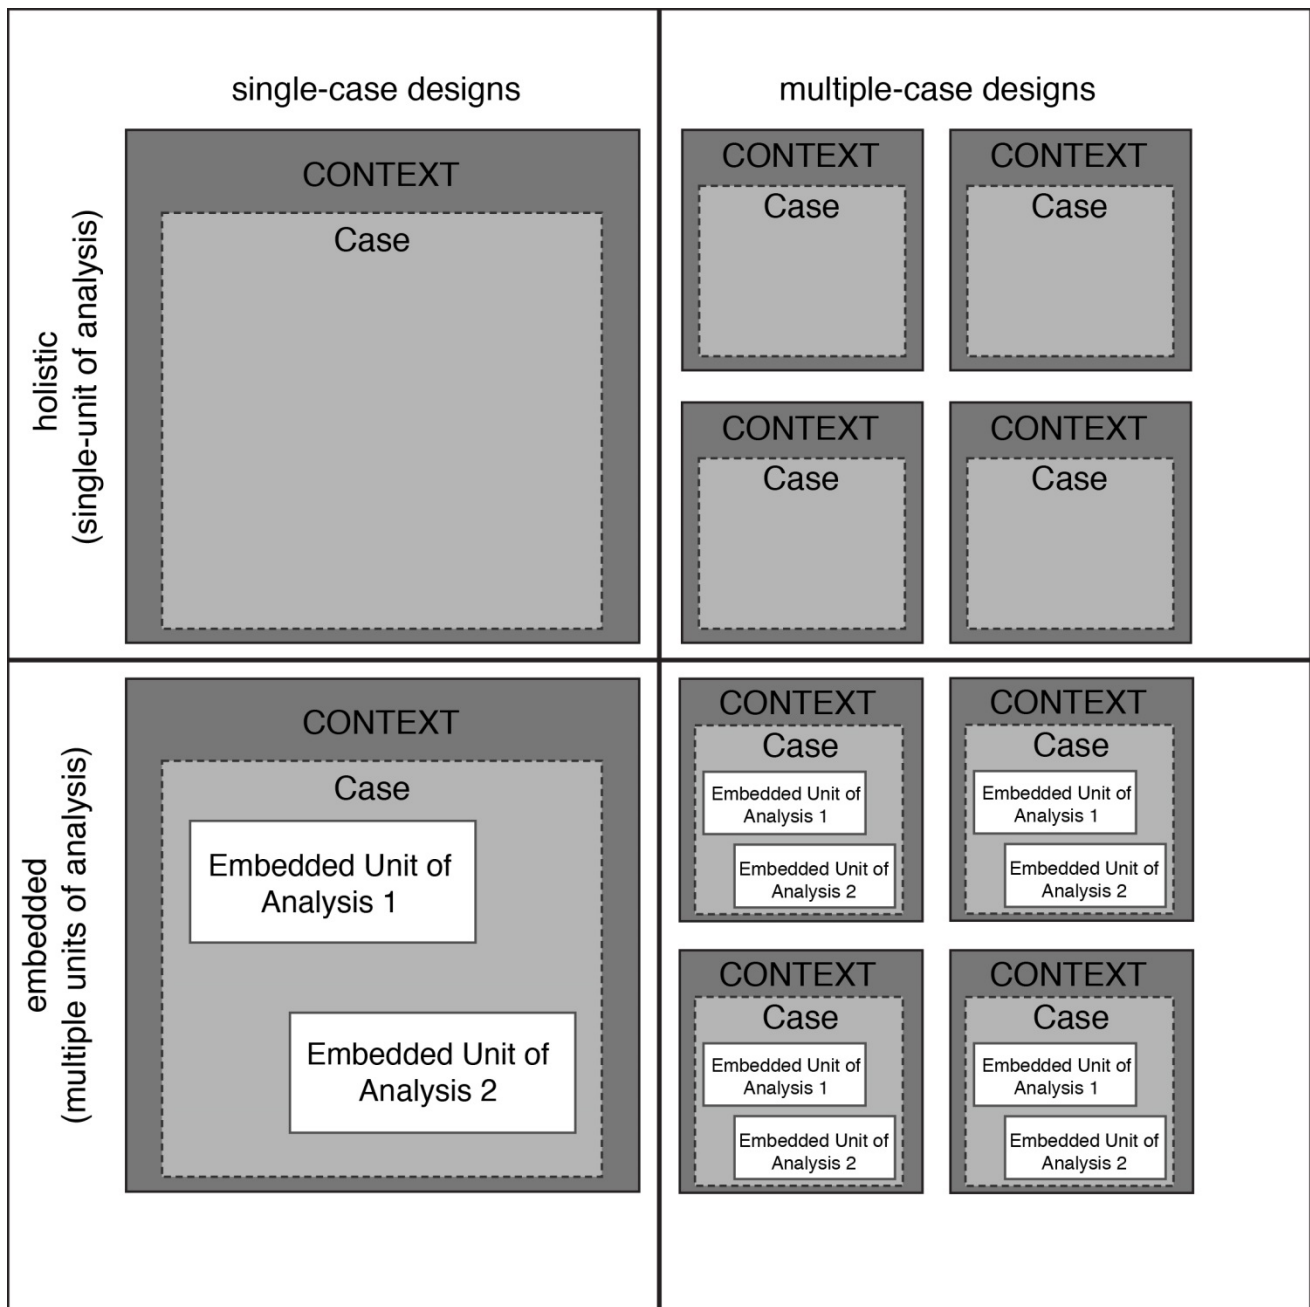 single-case designs
multiple-case designs
holistic
(single-unit of analysis)
CONTEXT
Case
CONTEXT
Case
CONTEXT
Case
CONTEXT
Case
CONTEXT
Case
embedded
(multiple units of analysis)
CONTEXT
Case
Embedded Unit of
Analysis 1
Embedded Unit of
Analysis 2
CONTEXT
Case
Embedded Unit of
Analysis 1
Embedded Unit of
Analysis 2
CONTEXT
Case
Embedded Unit of
Analysis 1
Embedded Unit of
Analysis 2
CONTEXT
Case
Embedded Unit of
Analysis 1
Embedded Unit of
Analysis 2
CONTEXT
Case
Embedded Unit of
Analysis 1
Embedded Unit of
Analysis 2